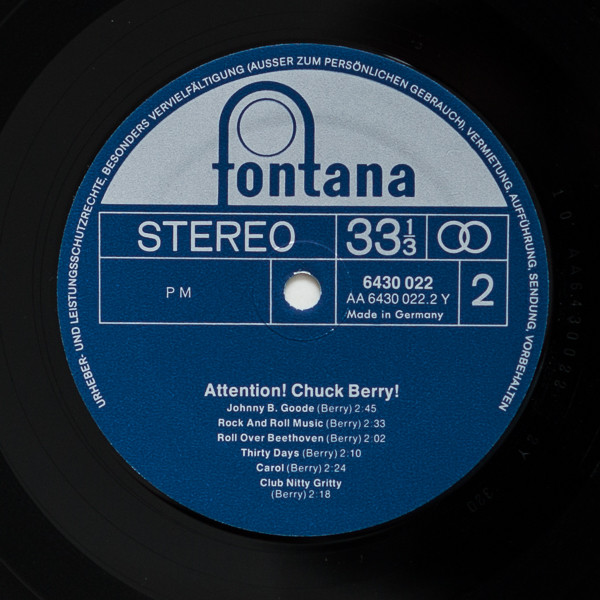 URHEBER- UND LEISTUNGSSCHUTZRECHTE, BESONDERS VERVIELFÄLTIGUNG (AUSSER ZUM PERSÖNLICHEN GEBRAUCH), VERMIETUNG, AUFFÜHRUNG, SENDUNG, VORBEHALTEN
fontana
STEREO
33 1/3
PM
6430 022
AA 6430 022.2 Y
Made in Germany
2
Attention! Chuck Berry!
Johnny B. Goode (Berry) 2:45
Rock And Roll Music (Berry) 2:33
Roll Over Beethoven (Berry) 2:02
Thirty Days (Berry) 2:10
Carol (Berry) 2:24
Club Nitty Gritty
(Berry) 2:18